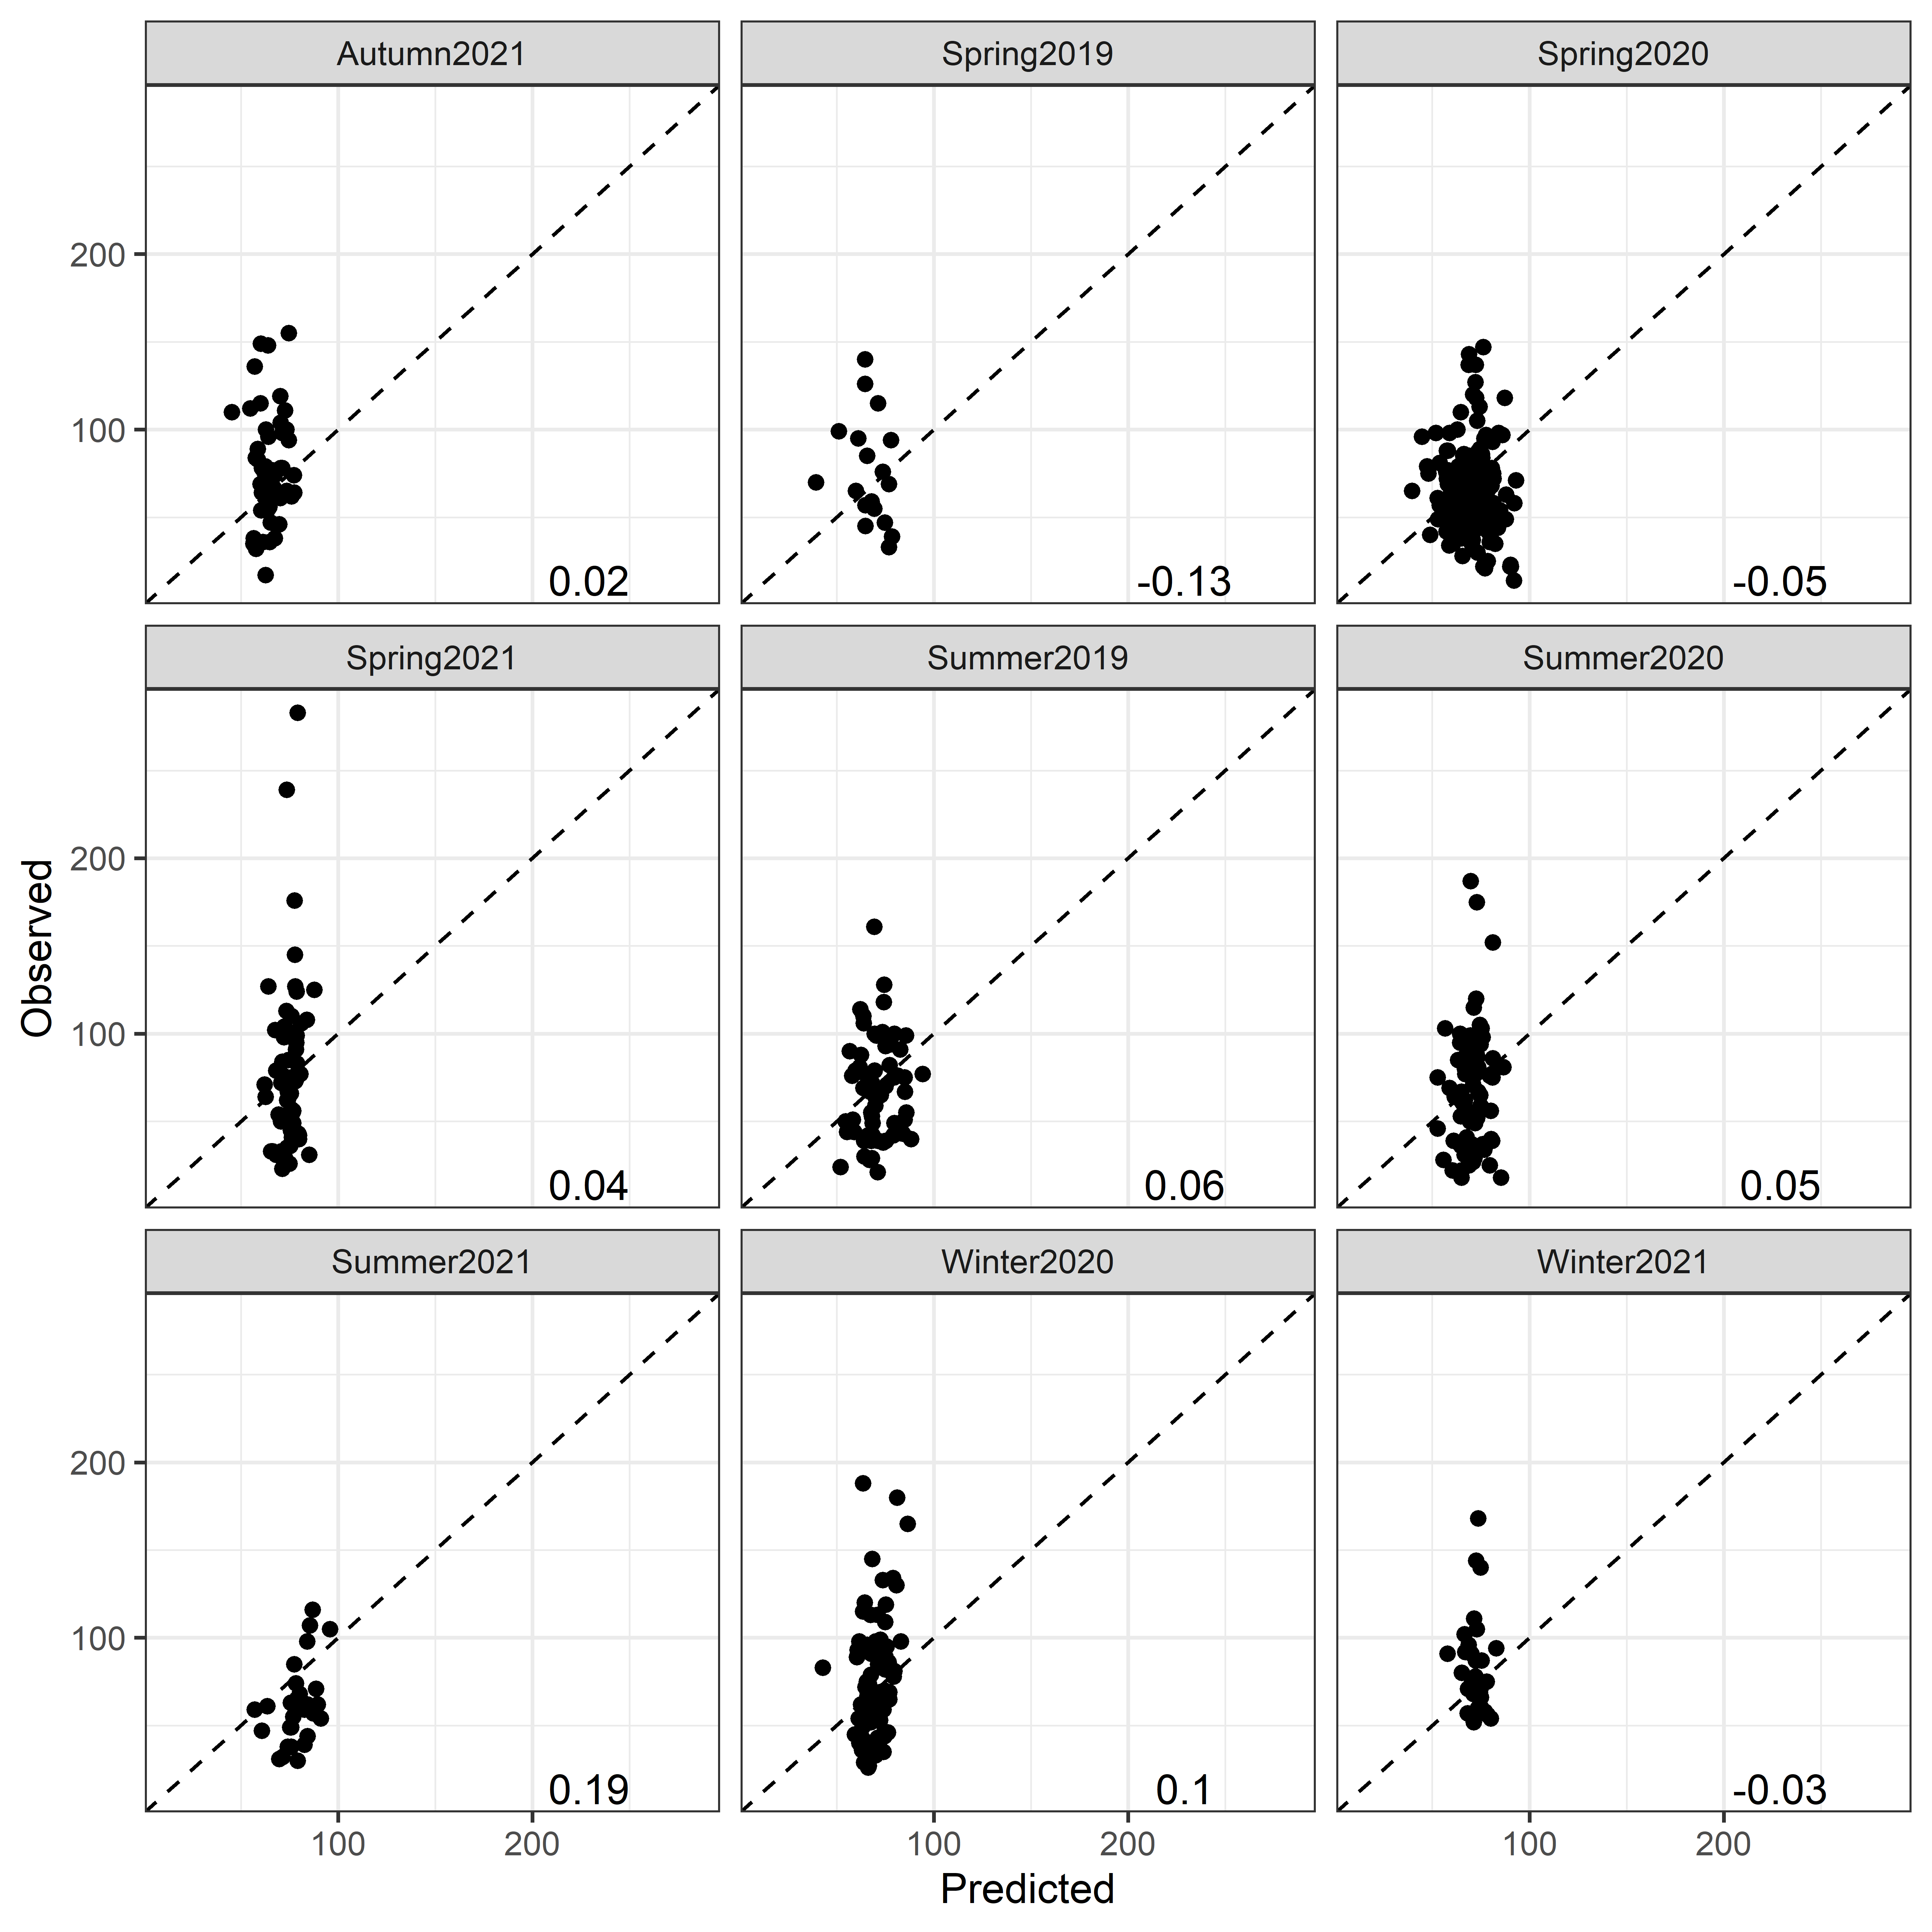 Autumn2021 Spring2019 Spring2020
200
100
0.02 -0.13 -0.05
Spring2021 Summer2019 Summer2020
Observed
200
100
0.04 0.06 0.05
Summer2021 Winter2020 Winter2021
200
100
0.19 0.1 -0.03
100 200 100 200 100 200
Predicted